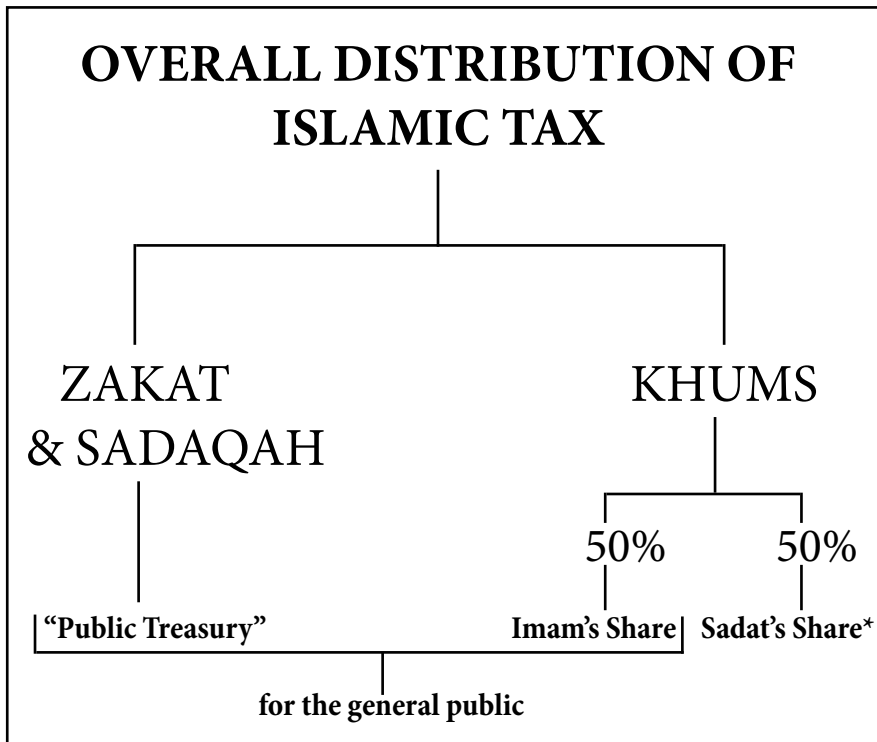 OVERALL DISTRIBUTION OF
ISLAMIC TAX
ZAKAT
& SADAQAH
KHUMS
50%
50%
“Public Treasury”
Imam’s Share
Sadat’s Share*
for the general public